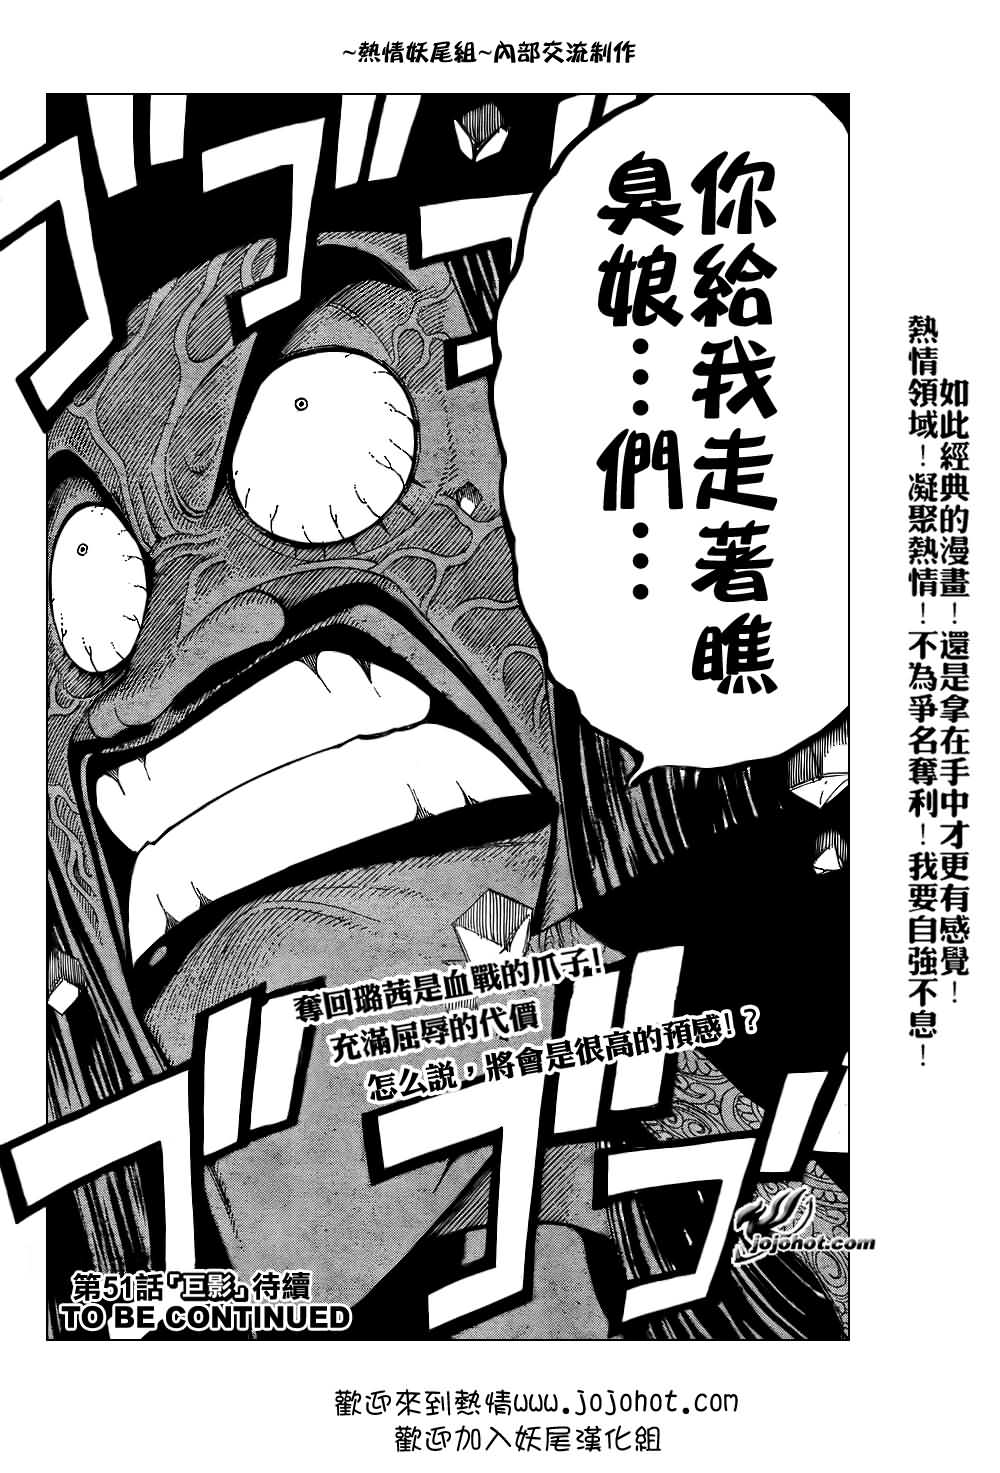 ~熱情妖尾組~內部交流制作
你給我走著瞧
臭娘……們……
ゴゴゴ
如此經典的漫畫！還是拿在手中才更有感覺！
熱情領域！凝聚熱情！不為爭名奪利！我要自強不息！
奪回璐茜是血戰的爪子!
充滿屈辱的代價
怎么說，將會是很高的預感!？
ゴゴゴ
jojohot.com
第51話『巨影』待續
TO BE CONTINUED
歡迎來到熱情www.jojohot.com
歡迎加入妖尾漢化組